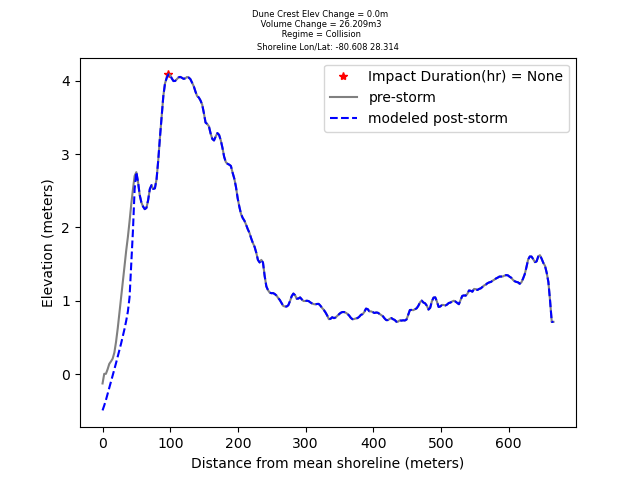 Dune Crest Elev Change = 0.0m
Volume Change = 26.209m3
Regime = Collision
Shoreline Lon/Lat: -80.608 28.314
Impact Duration(hr) = None
pre-storm
modeled post-storm
Elevation (meters)
4
3
2
1
0
0 100 200 300 400 500 600
Distance from mean shoreline (meters)